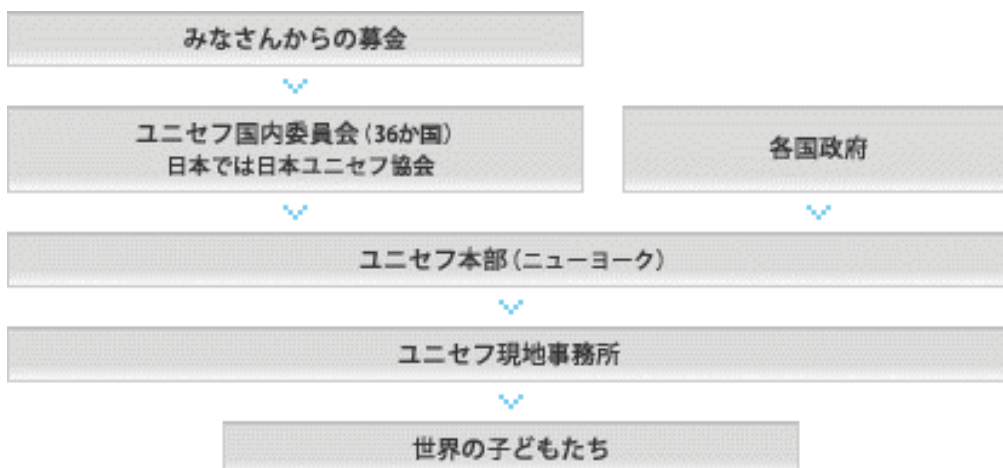 みなさんからの募金
ユニセフ国内委員会（36か国）
日本では日本ユニセフ協会
各国政府
ユニセフ本部（ニューヨーク）
ユニセフ現地事務所
世界の子どもたち